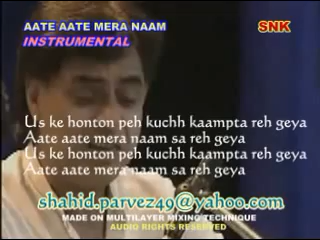 AATE AATE MERA NAAM
SNK
INSTRUMENTAL
Us ke honton peh kuchh kaampta reh geya
Aate aate mera naam sa reh geya
Us ke honton peh kuchh kaampta reh geya
Aate aate mera naam sa reh geya
shahid.parvez49@yahoo.com
MADE ON MULTILAYER MIXING TECHNIQUE
AUDIO RIGHTS RESERVED